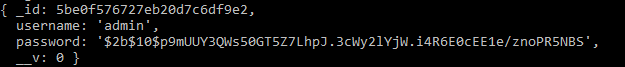 { _id: 5be0f576727eb20d7c6df9e2,
username: 'admin',
password: '$2b$10$p9mUUY3QWs50GT5Z7LhpJ.3cWy2lYjW.i4R6E0cEE1e/znoPR5NBS',
__v: 0 }